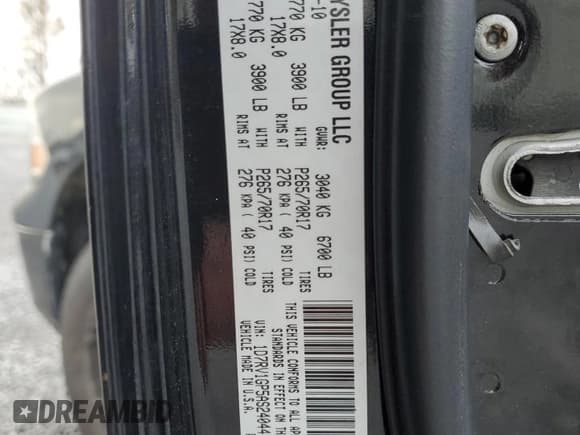 YSLER GROUP LLC
-10 GVWR: 3040 KG 6700 LB
770 KG 3900 LB WITH P265/70R17 TIRES
17X8.0 RIMS AT 276 KPA ( 40 PSI) COLD
770 KG 3900 LB WITH P265/70R17 TIRES
17X8.0 RIMS AT 276 KPA ( 40 PSI) COLD
THIS VEHICLE CONFORMS TO ALL AP
STANDARDS IN EFFECT ON TH
VIN: 1D7RV1GP5AS24044
VEHICLE MADE IN U.S.A.
DRIVEMOTIVE